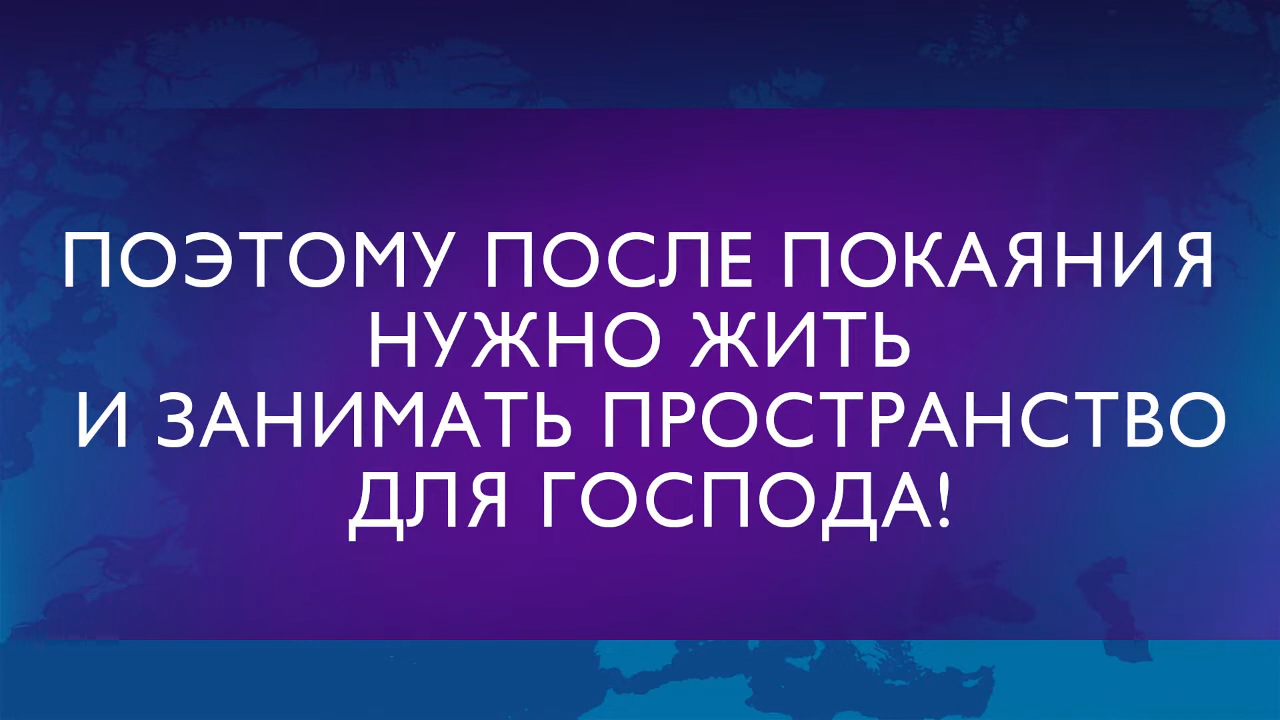 ПОЭТОМУ ПОСЛЕ ПОКАЯНИЯ
НУЖНО ЖИТЬ
И ЗАНИМАТЬ ПРОСТРАНСТВО
ДЛЯ ГОСПОДА!